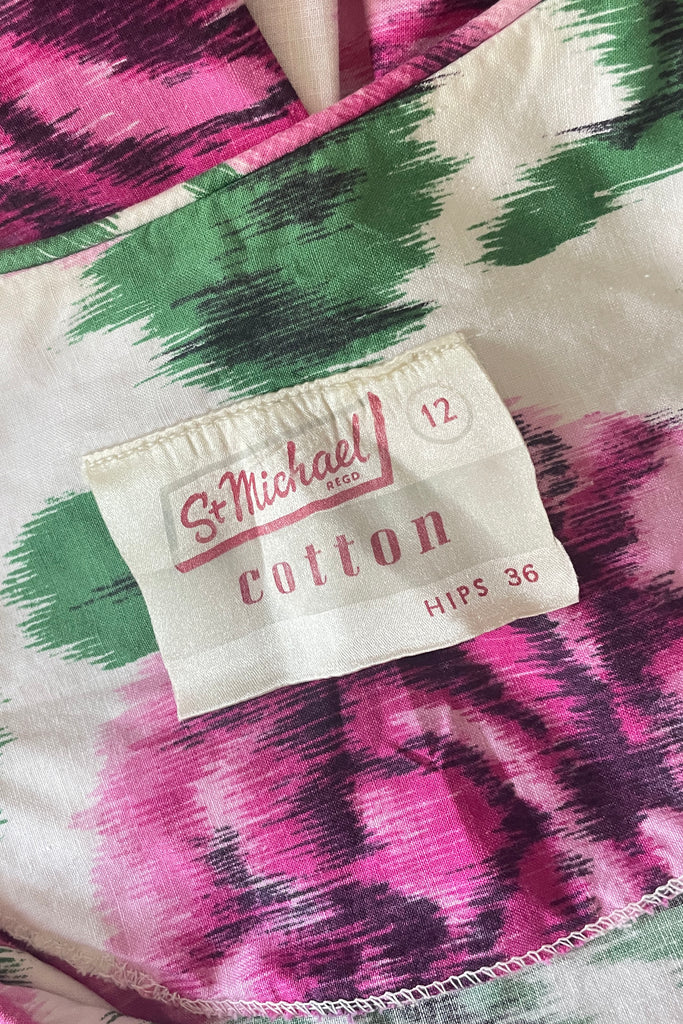 12
St Michael
REGD
cotton
HIPS 36